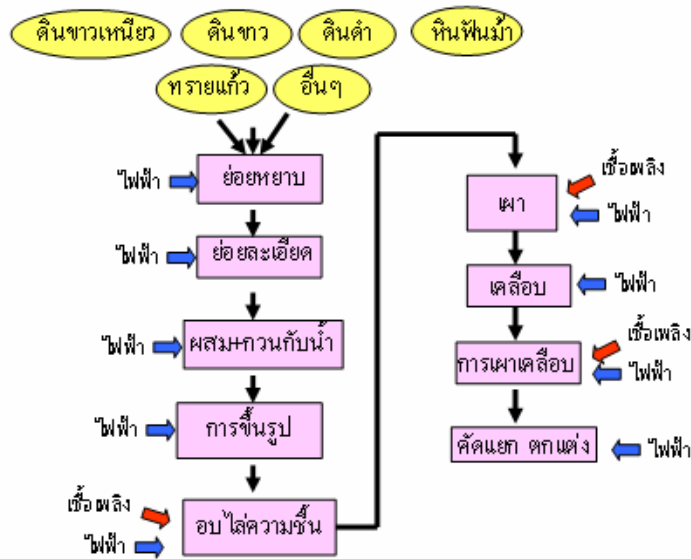 ดินขาวเหนียว ดินขาว ดินดำ หินฟันม้า
ทรายแก้ว อื่นๆ
ไฟฟ้า ย่อยหยาบ
ไฟฟ้า ย่อยละเอียด
ไฟฟ้า ผสม+กวนกับน้ำ
ไฟฟ้า การขึ้นรูป
เชื้อเพลิง
ไฟฟ้า อบไล่ความชื้น
เชื้อเพลิง
เผา ไฟฟ้า
เคลือบ ไฟฟ้า
เชื้อเพลิง
การเผาเคลือบ ไฟฟ้า
คัดแยก ตกแต่ง ไฟฟ้า